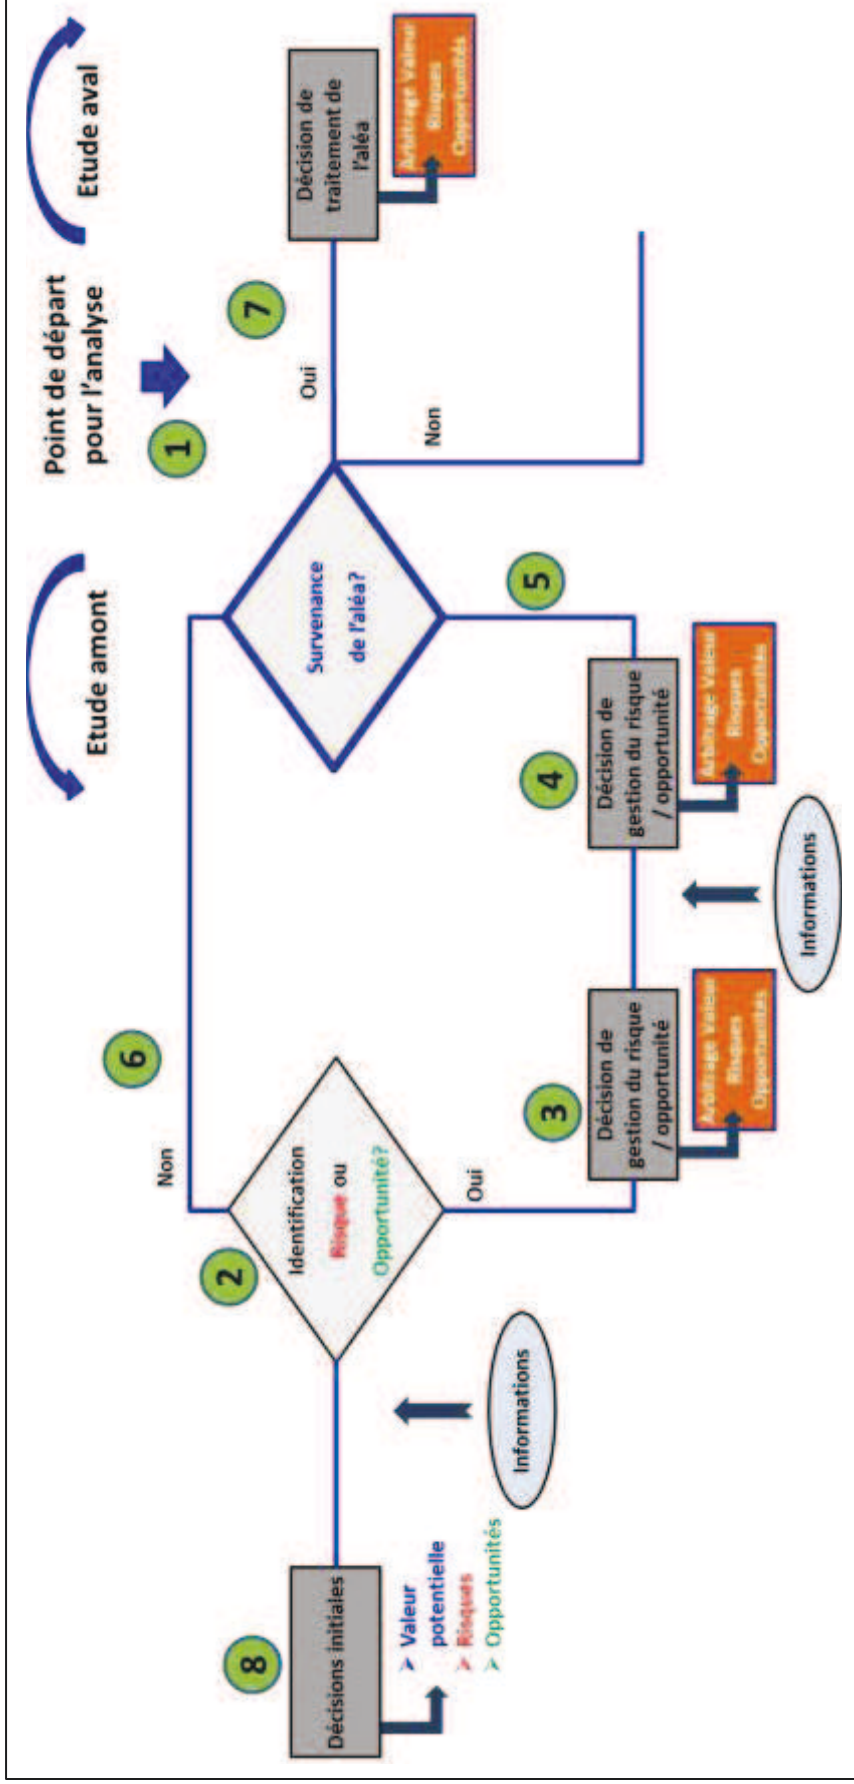 Etude amont
Point de départ
pour l'analyse
Etude aval
1
6
Non
8
Décisions initiales
➢ Valeur
potentielle
➢ Risques
➢ Opportunités
Informations
2
Identification
Risque ou
Opportunité?
Oui
3
Décision de
gestion du risque
/ opportunité
Arbitrage Valeur
Risques
Opportunités
Informations
4
Décision de
gestion du risque
/ opportunité
Arbitrage Valeur
Risques
Opportunités
5
Survenance
de l'aléa?
Oui
Non
7
Décision de
traitement de
l'aléa
Arbitrage Valeur
Risques
Opportunités